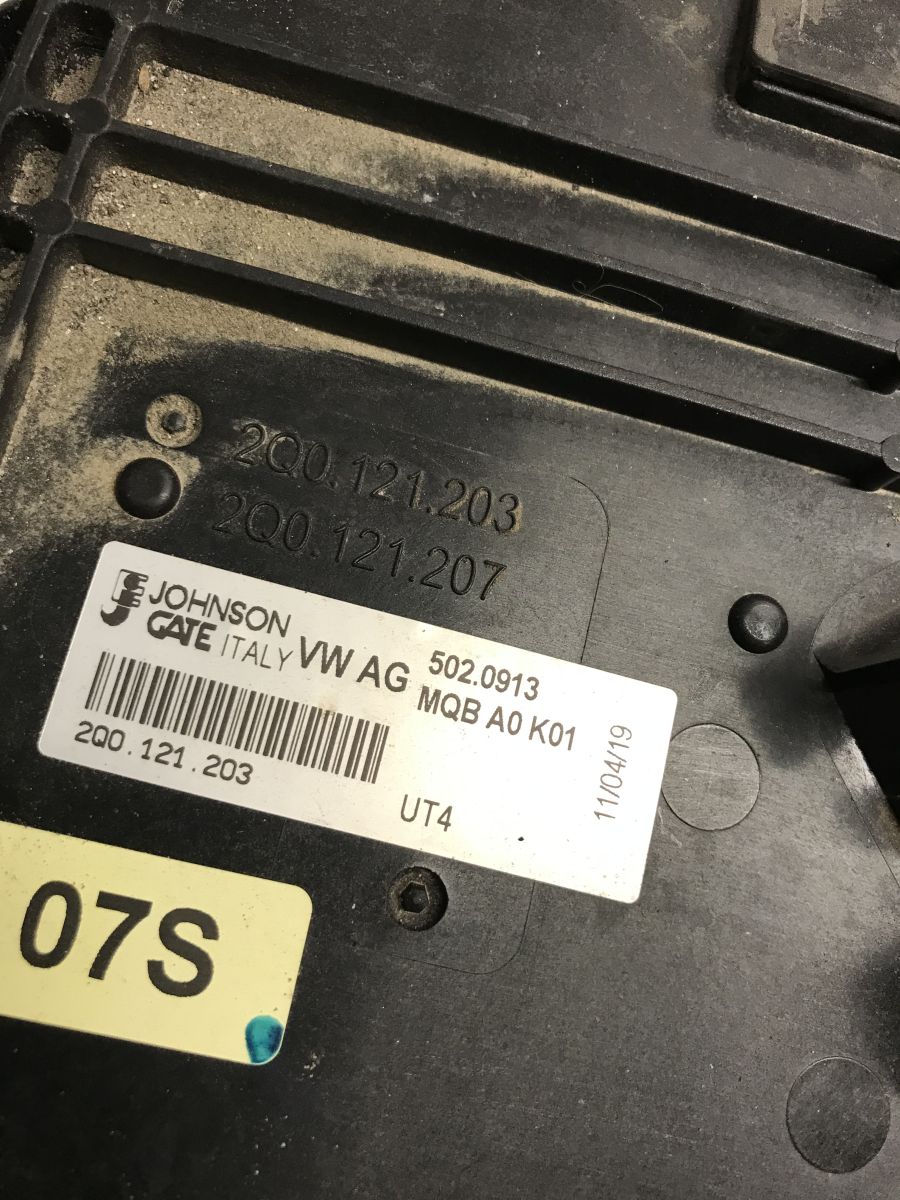 2Q0.121.203
2Q0.121.207
JOHNSON
GATE ITALY
VW AG
502.0913
MQB A0 K01
2Q0.121.203
UT4
11/04/19
07S